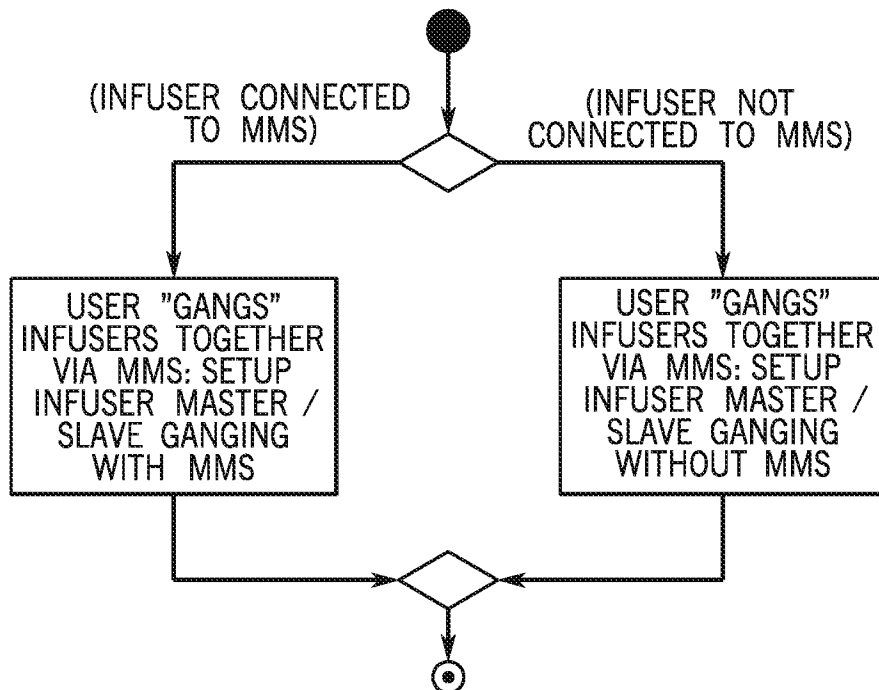 (INFUSER CONNECTED
TO MMS)
(INFUSER NOT
CONNECTED TO MMS)
USER "GANGS"
INFUSERS TOGETHER
VIA MMS: SETUP
INFUSER MASTER /
SLAVE GANGING
WITH MMS
USER "GANGS"
INFUSERS TOGETHER
VIA MMS: SETUP
INFUSER MASTER /
SLAVE GANGING
WITHOUT MMS